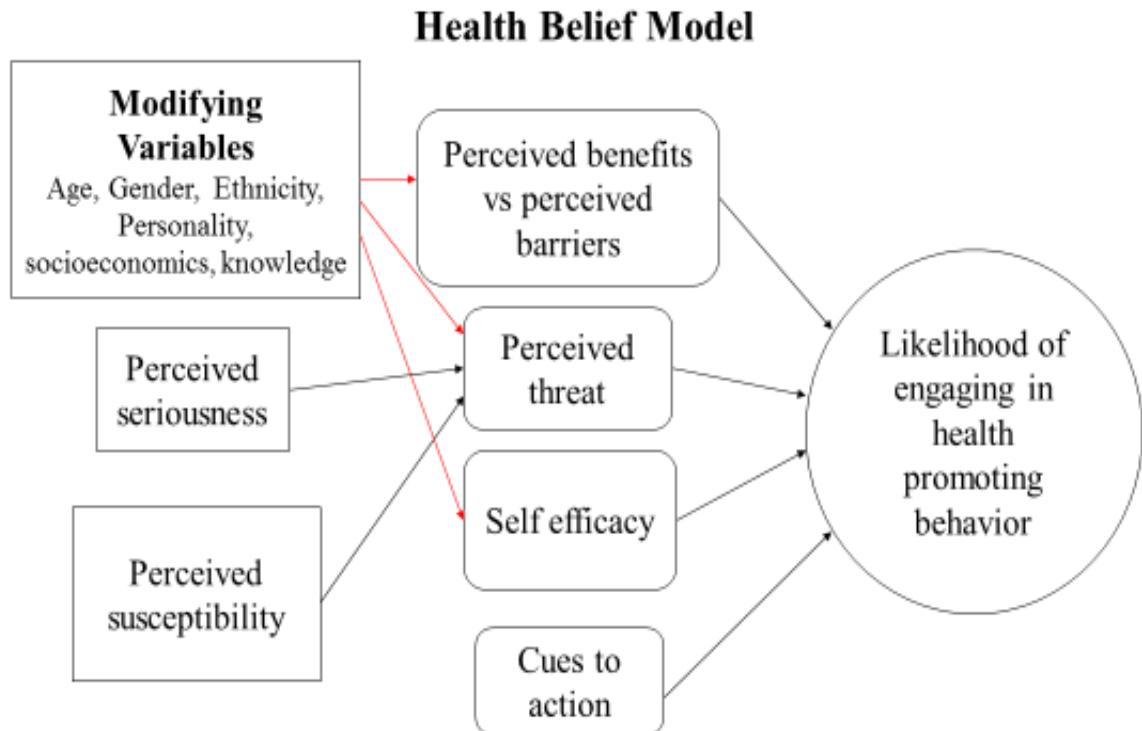 Health Belief Model
Modifying
Variables
Age, Gender, Ethnicity,
Personality,
socioeconomics, knowledge
Perceived benefits
vs perceived
barriers
Perceived
seriousness
Perceived
threat
Likelihood of
engaging in
health
promoting
behavior
Self efficacy
Perceived
susceptibility
Cues to
action